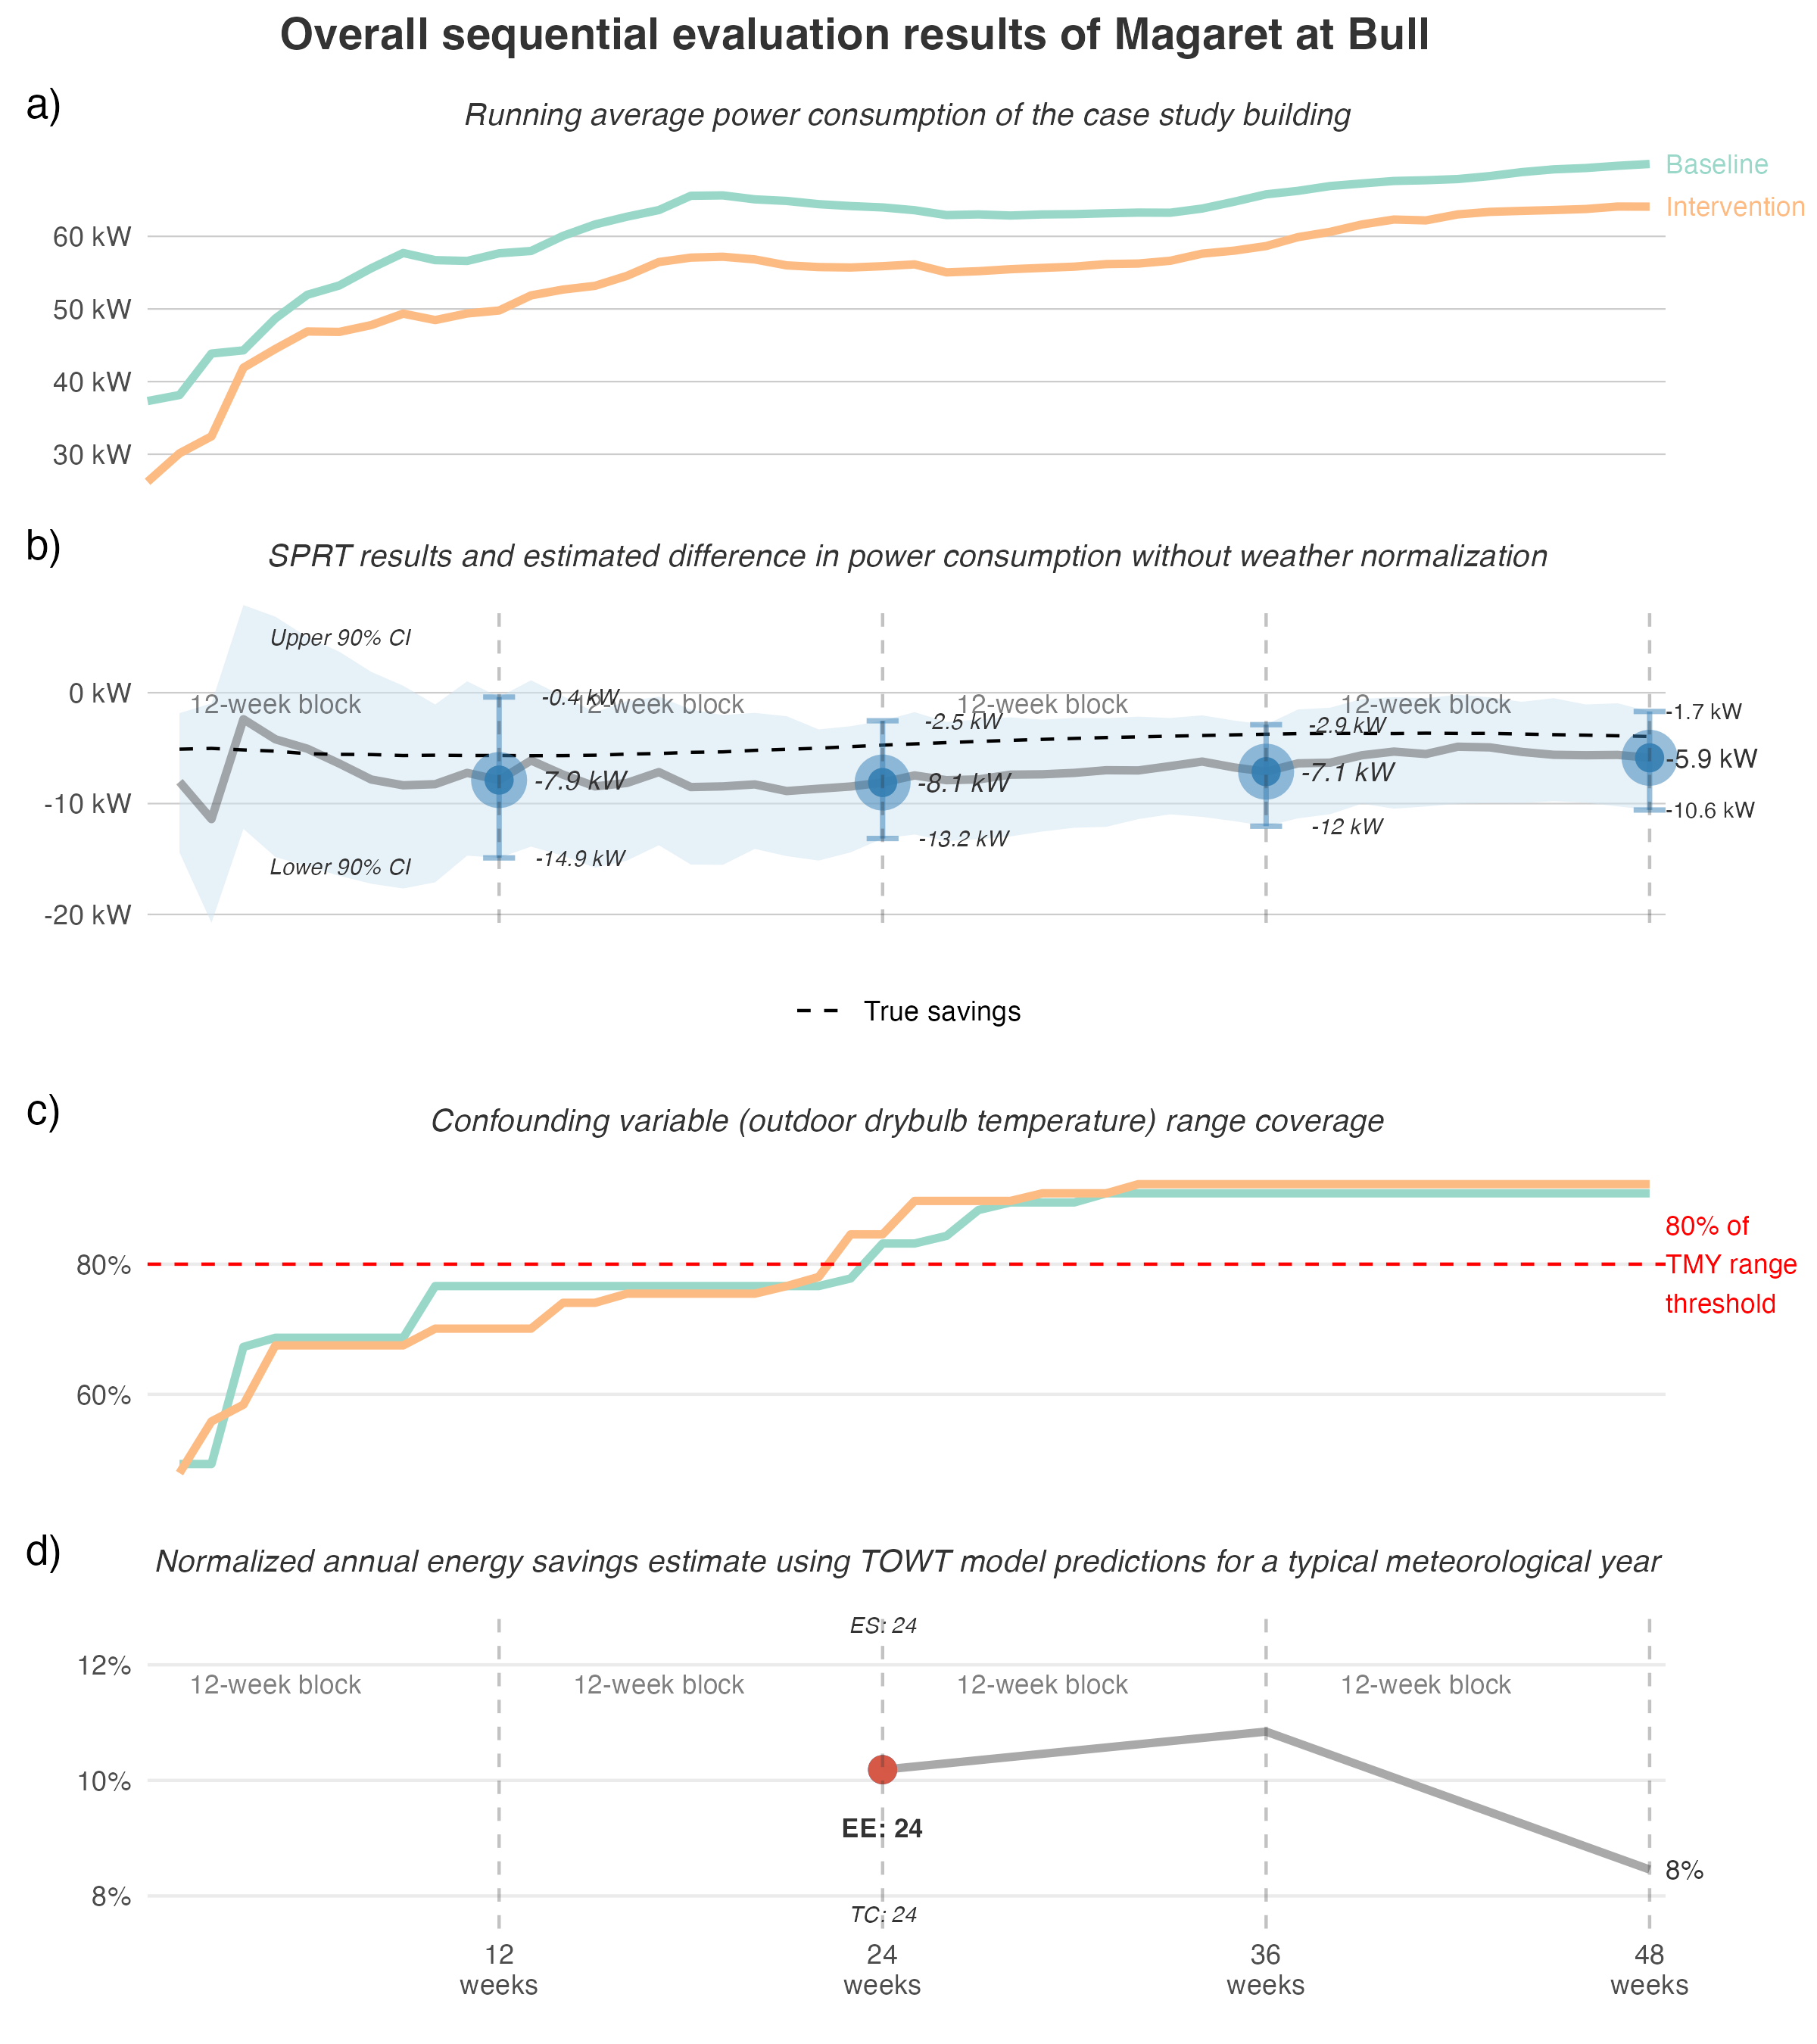 Overall sequential evaluation results of Magaret at Bull
a)
Running average power consumption of the case study building
Baseline
Intervention
60 kW
50 kW
40 kW
30 kW
b)
SPRT results and estimated difference in power consumption without weather normalization
Upper 90% CI
0 kW
12-week block
-0.4 kW
12-week block
-2.5 kW
12-week block
-2.9 kW
12-week block
-1.7 kW
-7.9 kW
-8.1 kW
-7.1 kW
-5.9 kW
-10 kW
-10.6 kW
Lower 90% CI
-14.9 kW
-13.2 kW
-12 kW
-20 kW
True savings
c)
Confounding variable (outdoor drybulb temperature) range coverage
80%
60%
80% of
TMY range
threshold
d)
Normalized annual energy savings estimate using TOWT model predictions for a typical meteorological year
ES: 24
12%
12-week block
12-week block
12-week block
12-week block
10%
EE: 24
8%
8%
TC: 24
12
weeks
24
weeks
36
weeks
48
weeks